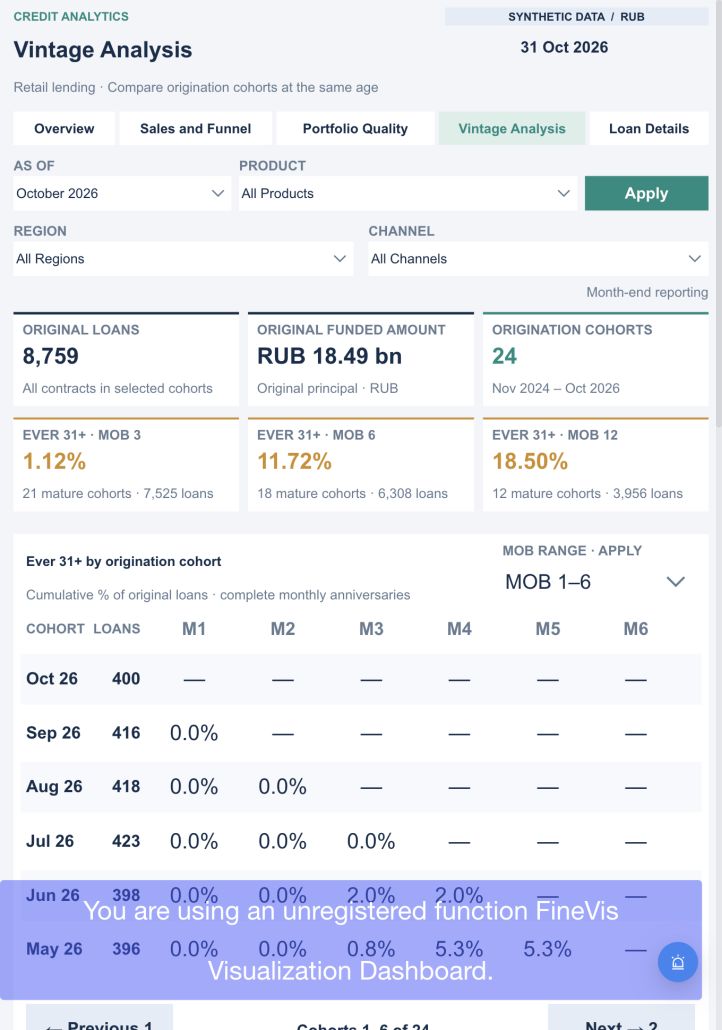 CREDIT ANALYTICS
SYNTHETIC DATA / RUB
Vintage Analysis
31 Oct 2026
Retail lending · Compare origination cohorts at the same age
Overview Sales and Funnel Portfolio Quality Vintage Analysis Loan Details
AS OF PRODUCT
October 2026 All Products Apply
REGION CHANNEL
All Regions All Channels
Month-end reporting
ORIGINAL LOANS ORIGINAL FUNDED AMOUNT ORIGINATION COHORTS
8,759 RUB 18.49 bn 24
All contracts in selected cohorts Original principal · RUB Nov 2024 – Oct 2026
EVER 31+ · MOB 3 EVER 31+ · MOB 6 EVER 31+ · MOB 12
1.12% 11.72% 18.50%
21 mature cohorts · 7,525 loans 18 mature cohorts · 6,308 loans 12 mature cohorts · 3,956 loans
Ever 31+ by origination cohort MOB RANGE · APPLY
MOB 1–6
Cumulative % of original loans · complete monthly anniversaries
COHORT LOANS M1 M2 M3 M4 M5 M6
Oct 26 400 — — — — — —
Sep 26 416 0.0% — — — — —
Aug 26 418 0.0% 0.0% — — — —
Jul 26 423 0.0% 0.0% 0.0% — — —
Jun 26 398 0.0% 0.0% 2.0% 2.0% — —
You are using an unregistered function FineVis
May 26 396 0.0% 0.0% 0.8% 5.3% 5.3% —
Visualization Dashboard.
← Previous 1 Cohorts 1–6 of 24 Next → 2